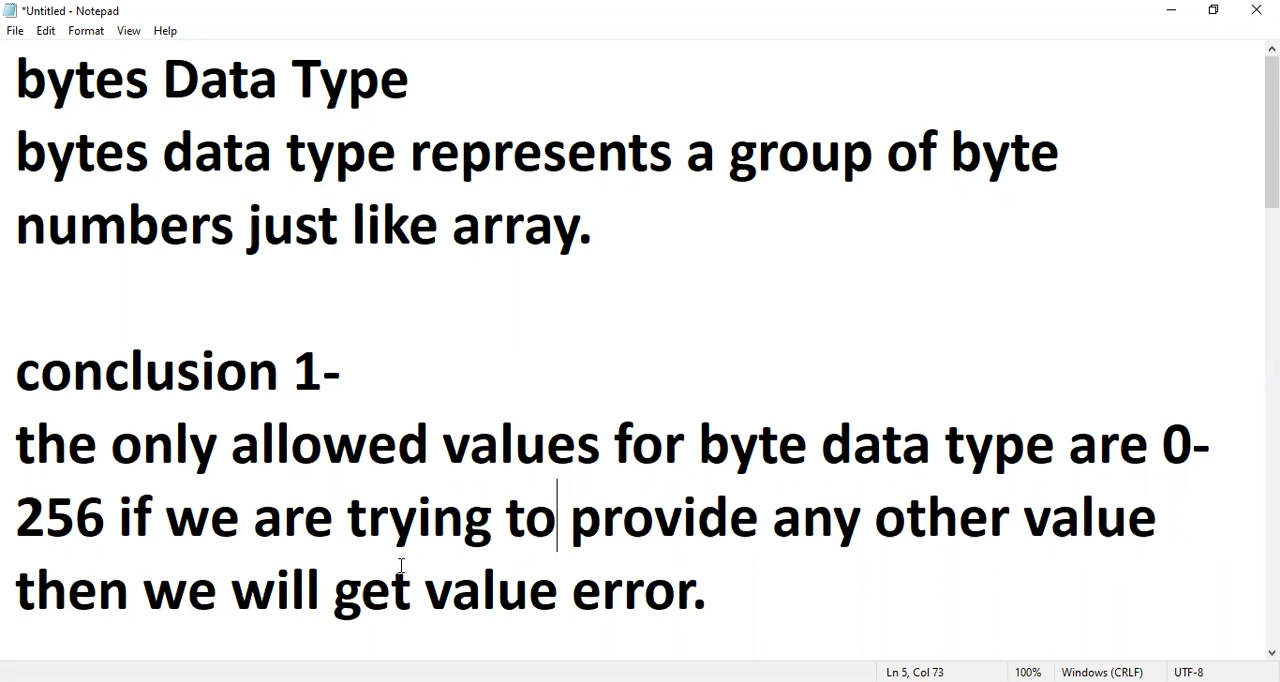 *Untitled - Notepad
File Edit Format View Help
bytes Data Type
bytes data type represents a group of byte
numbers just like array.
conclusion 1-
the only allowed values for byte data type are 0-
256 if we are trying to provide any other value
then we will get value error.
Ln 5, Col 73 100% Windows (CRLF) UTF-8